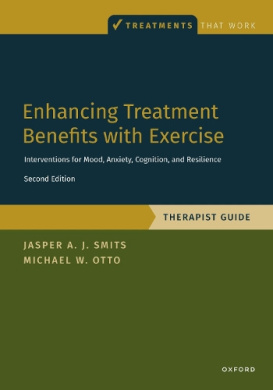 ✓ TREATMENTS THAT WORK
Enhancing Treatment
Benefits with Exercise
Interventions for Mood, Anxiety, Cognition, and Resilience
Second Edition
THERAPIST GUIDE
JASPER A. J. SMITS
MICHAEL W. OTTO
OXFORD